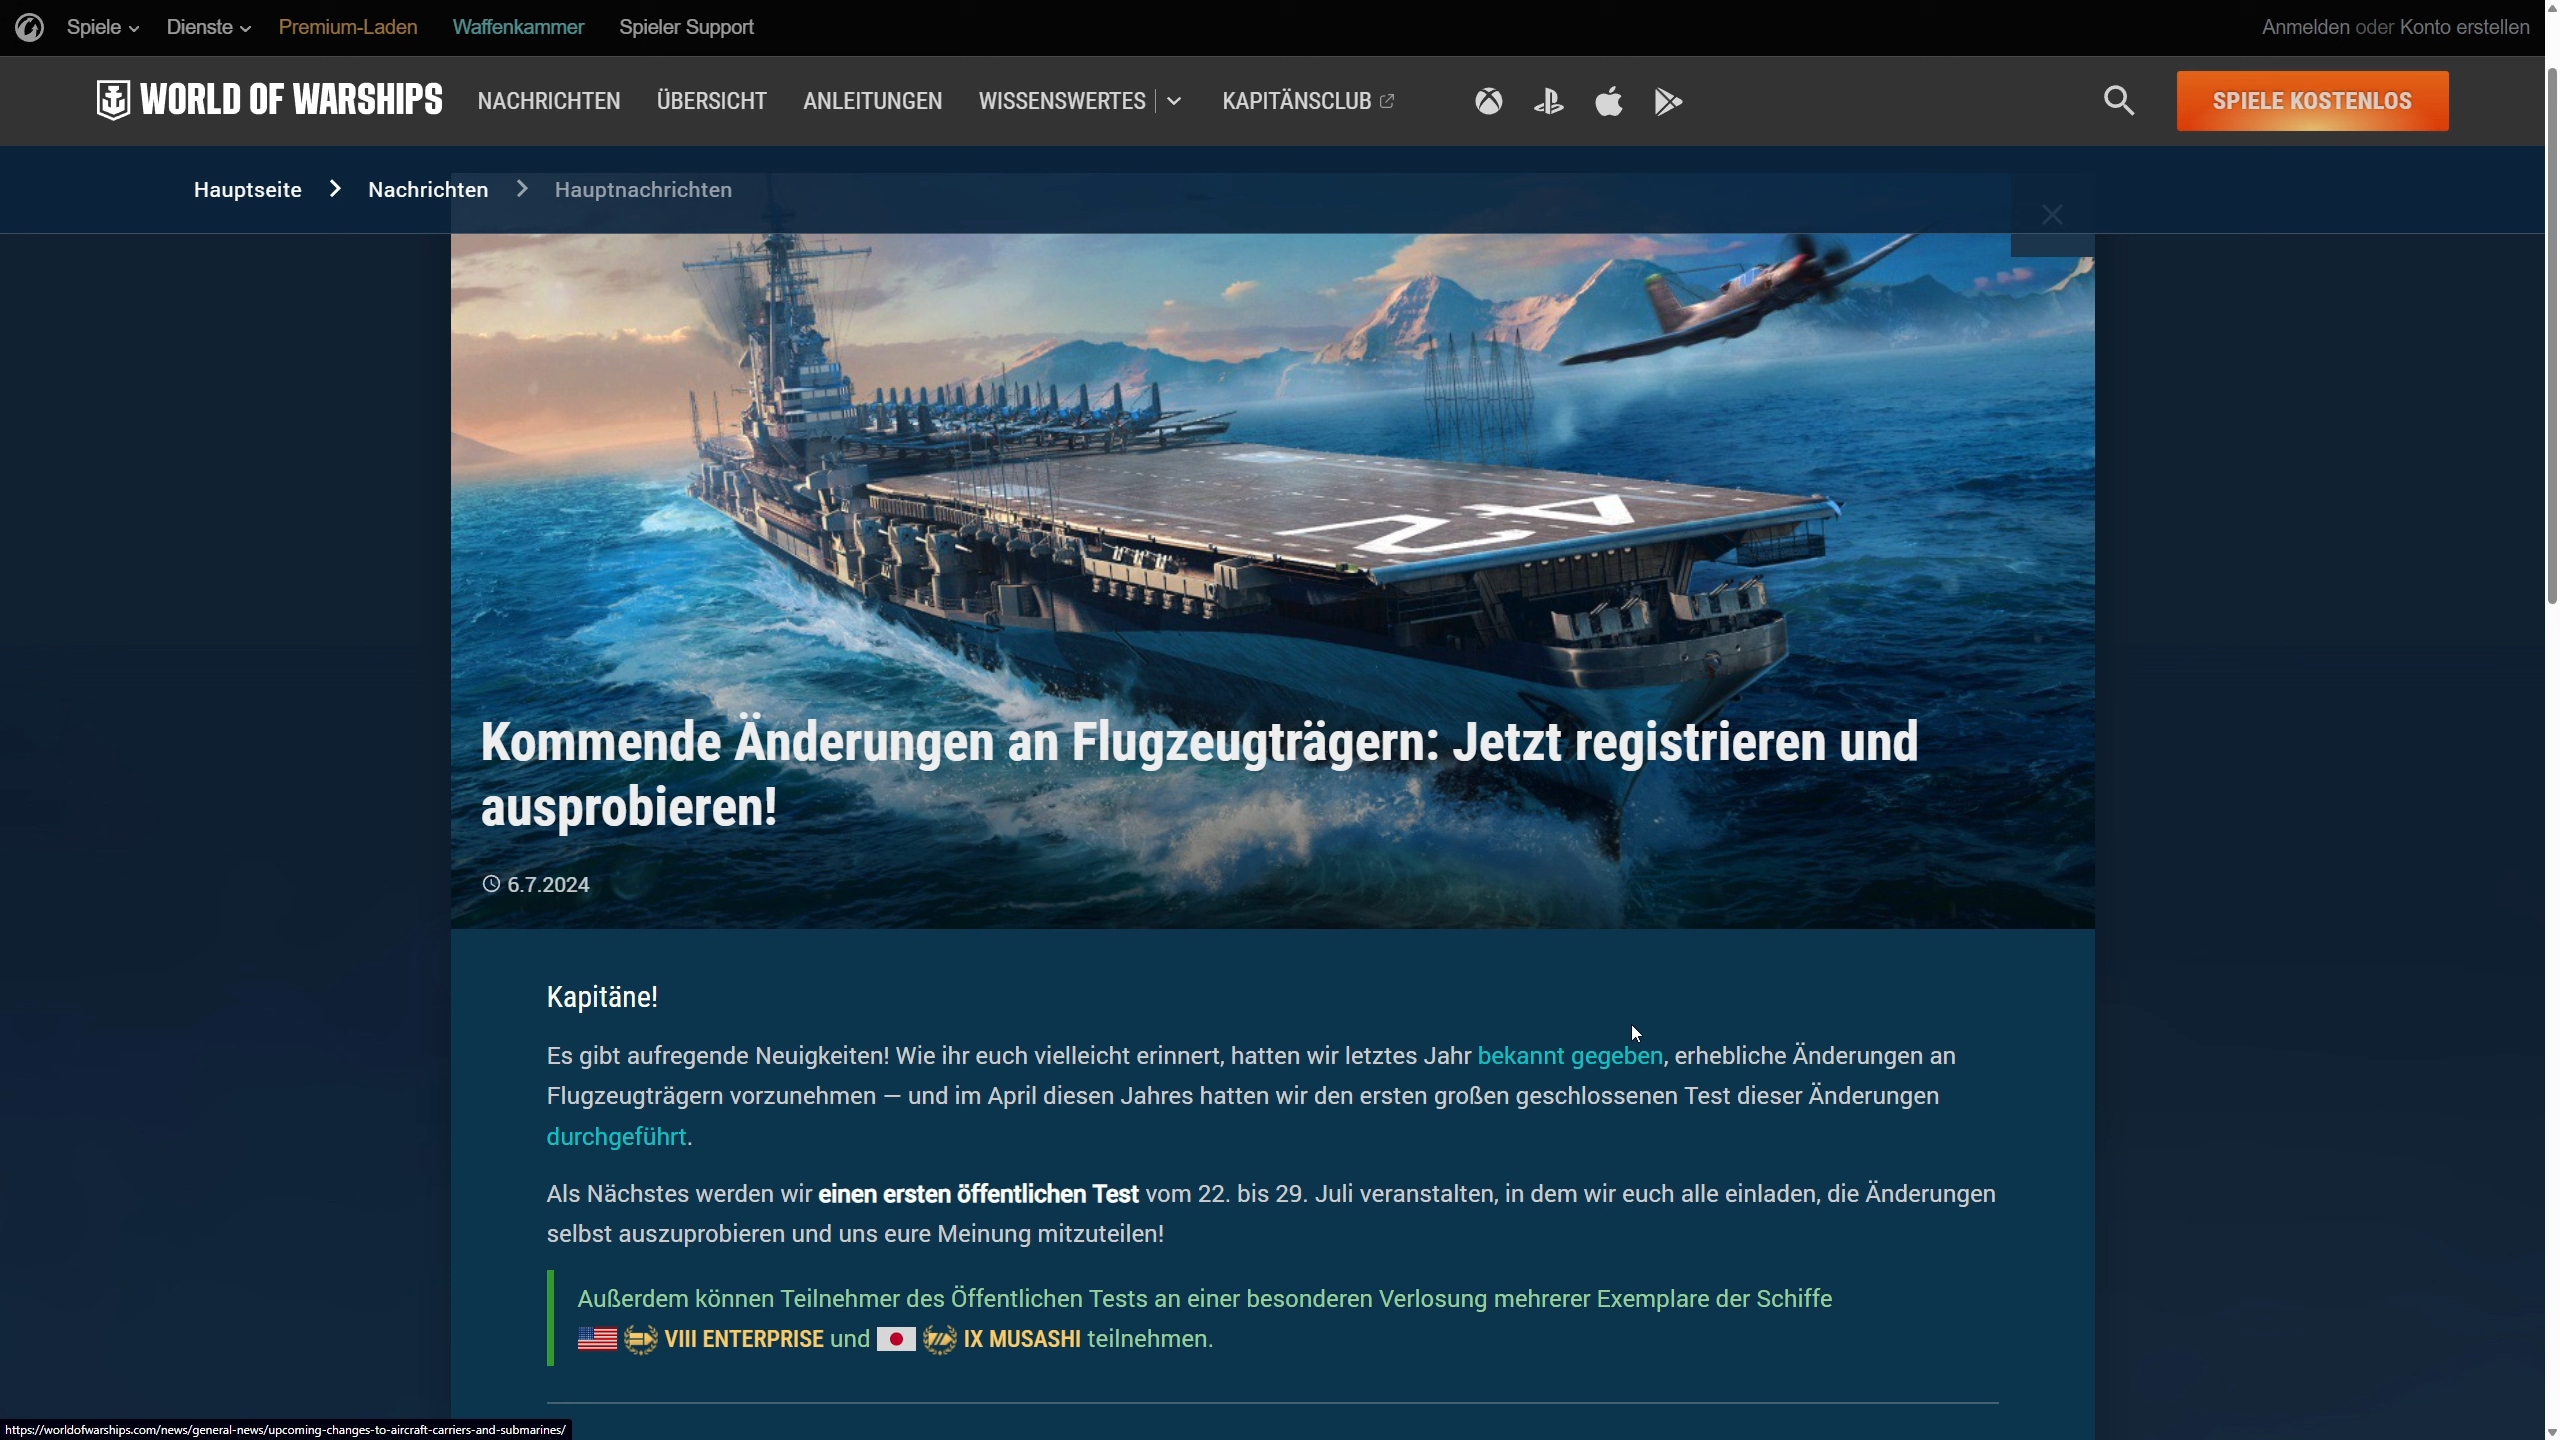 Spiele Dienste Premium-Laden Waffenkammer Spieler Support Anmelden oder Konto erstellen
WORLD OF WARSHIPS NACHRICHTEN ÜBERSICHT ANLEITUNGEN WISSENSWERTES KAPITÄNSCLUB SPIELE KOSTENLOS
Hauptseite Nachrichten Hauptnachrichten
42
Kommende Änderungen an Flugzeugträgern: Jetzt registrieren und
ausprobieren!
6.7.2024
Kapitäne!
Es gibt aufregende Neuigkeiten! Wie ihr euch vielleicht erinnert, hatten wir letztes Jahr bekannt gegeben, erhebliche Änderungen an
Flugzeugträgern vorzunehmen — und im April diesen Jahres hatten wir den ersten großen geschlossenen Test dieser Änderungen
durchgeführt.
Als Nächstes werden wir einen ersten öffentlichen Test vom 22. bis 29. Juli veranstalten, in dem wir euch alle einladen, die Änderungen
selbst auszuprobieren und uns eure Meinung mitzuteilen!
Außerdem können Teilnehmer des Öffentlichen Tests an einer besonderen Verlosung mehrerer Exemplare der Schiffe
VIII ENTERPRISE und IX MUSASHI teilnehmen.
https://worldofwarships.com/news/general-news/upcoming-changes-to-aircraft-carriers-and-submarines/